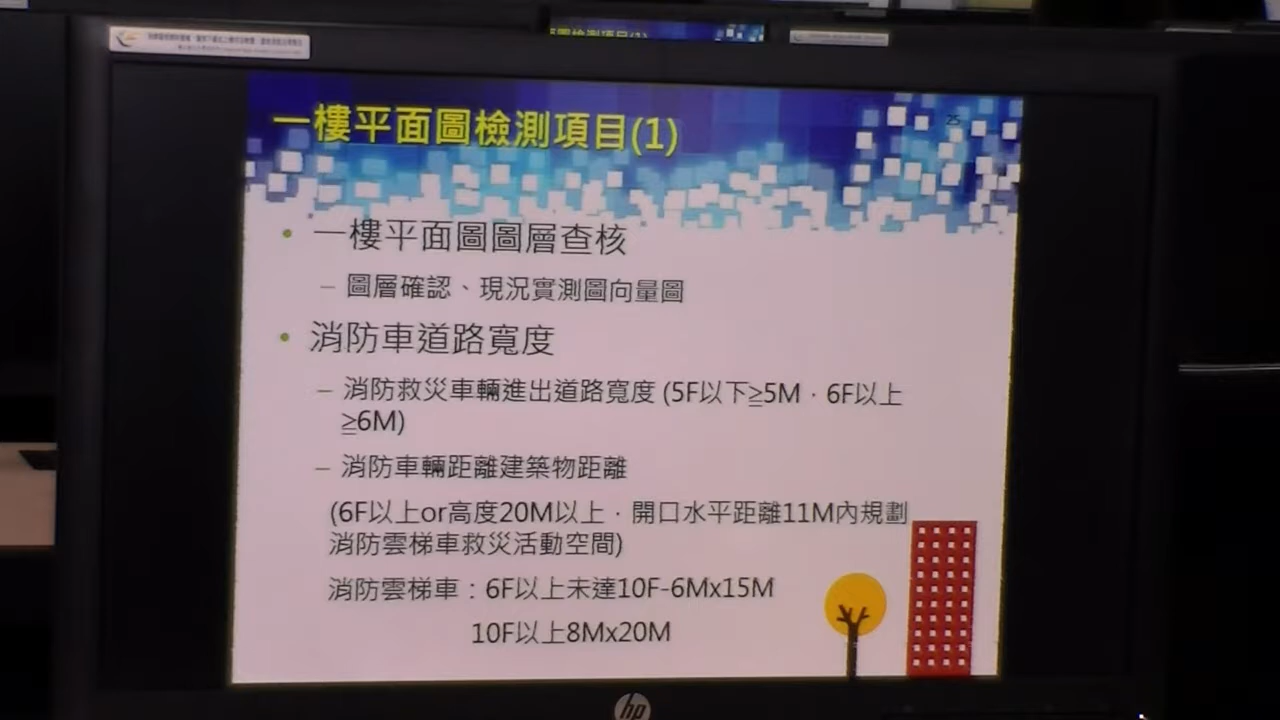 圖檢測項目(1)
一樓平面圖檢測項目(1)
25
• 一樓平面圖圖層查核
– 圖層確認、現況實測圖向量圖
• 消防車道路寬度
– 消防救災車輛進出道路寬度 (5F以下≧5M，6F以上
≧6M)
– 消防車輛距離建築物距離
(6F以上or高度20M以上，開口水平距離11M內規劃
消防雲梯車救災活動空間)
消防雲梯車：6F以上未達10F-6Mx15M
10F以上8Mx20M
hp